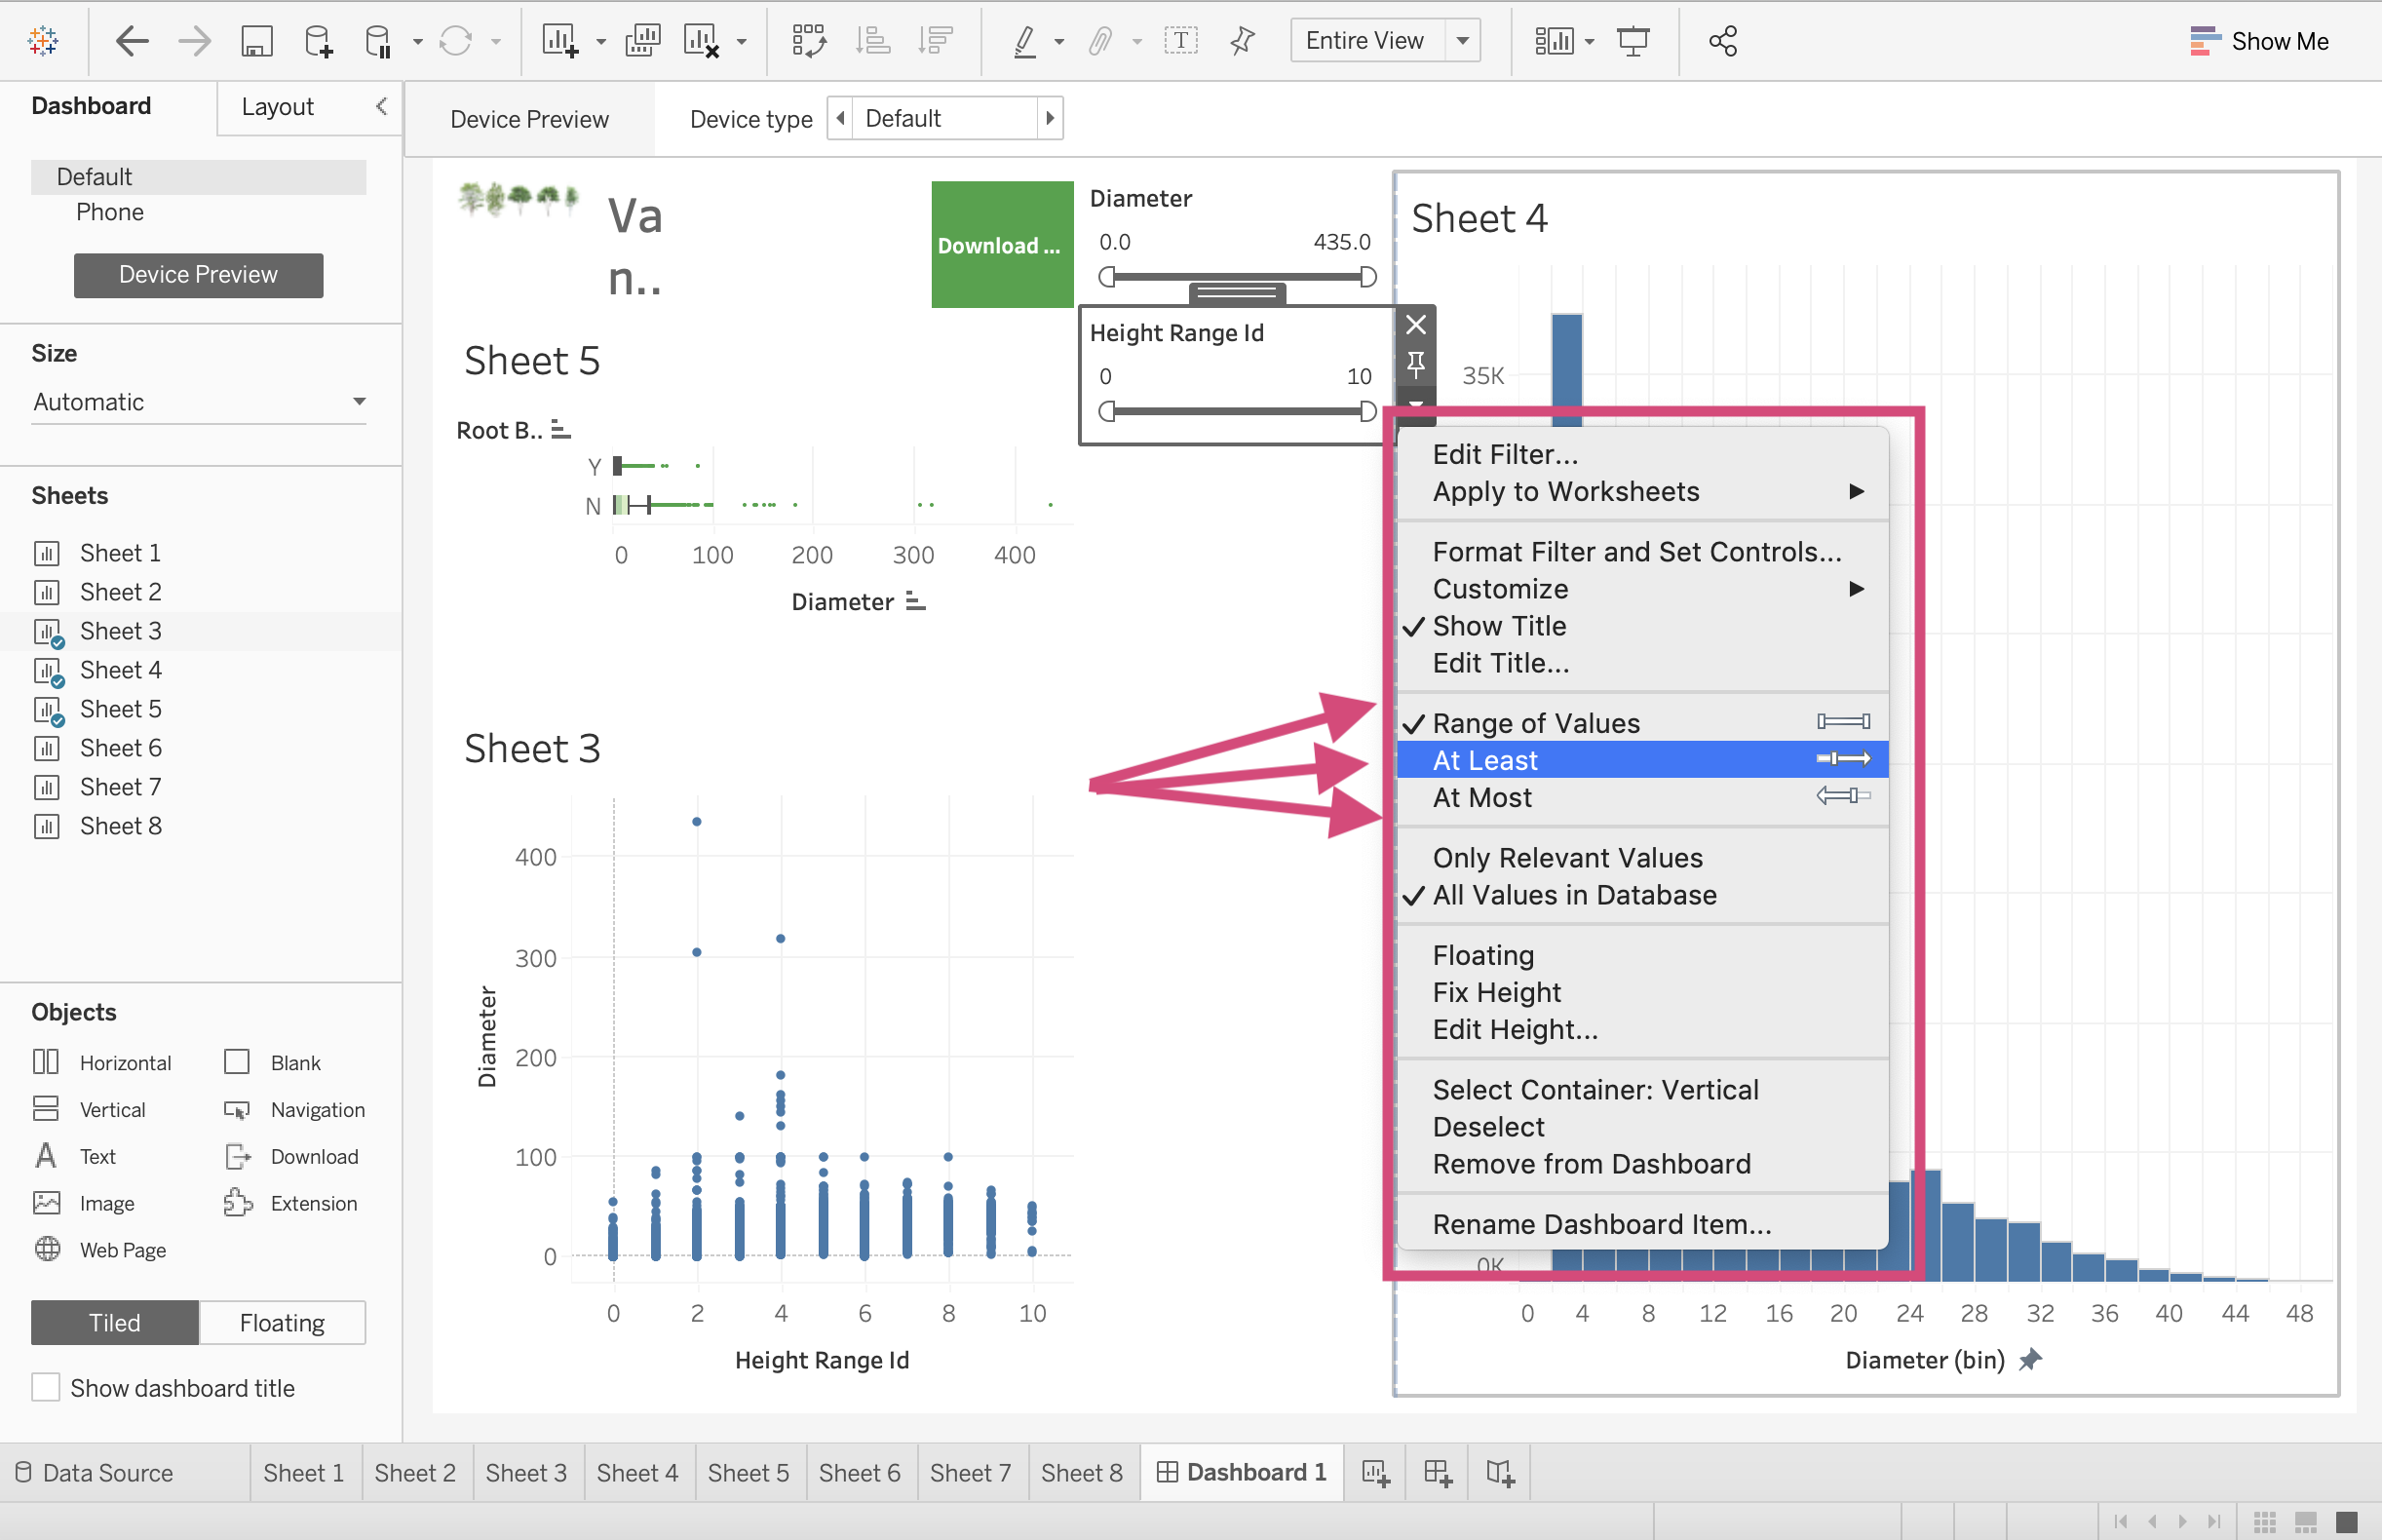 Entire View
Show Me
Dashboard
Layout
Device Preview
Device type
Default
Default
Phone
Device Preview
Size
Automatic
Sheets
Sheet 1
Sheet 2
Sheet 3
Sheet 4
Sheet 5
Sheet 6
Sheet 7
Sheet 8
Objects
Horizontal
Blank
Vertical
Navigation
Text
Download
Image
Extension
Web Page
Tiled
Floating
Show dashboard title
Va
n..
Download ...
Diameter
0.0
435.0
Height Range Id
0
10
Sheet 5
Root B..
Y
N
0
100
200
300
400
Diameter
Sheet 3
400
300
200
100
0
Diameter
0
2
4
6
8
10
Height Range Id
Sheet 4
35K
0K
0
4
8
12
16
20
24
28
32
36
40
44
48
Diameter (bin)
Edit Filter...
Apply to Worksheets
Format Filter and Set Controls...
Customize
Show Title
Edit Title...
Range of Values
At Least
At Most
Only Relevant Values
All Values in Database
Floating
Fix Height
Edit Height...
Select Container: Vertical
Deselect
Remove from Dashboard
Rename Dashboard Item...
Data Source
Sheet 1
Sheet 2
Sheet 3
Sheet 4
Sheet 5
Sheet 6
Sheet 7
Sheet 8
Dashboard 1